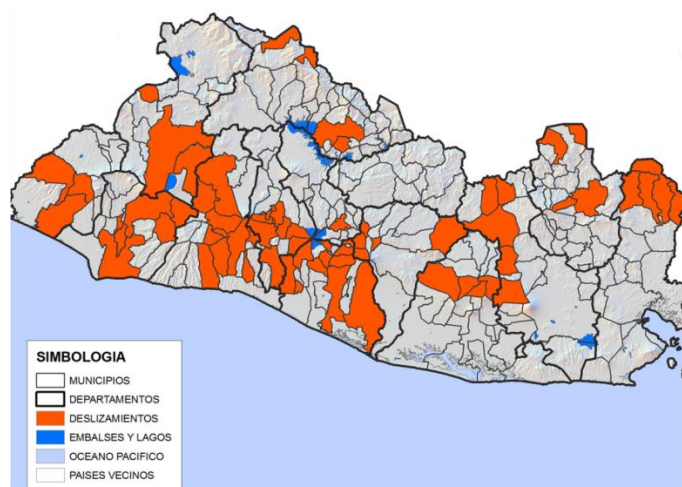 SIMBOLOGIA
MUNICIPIOS
DEPARTAMENTOS
DESLIZAMIENTOS
EMBALSES Y LAGOS
OCEANO PACIFICO
PAISES VECINOS